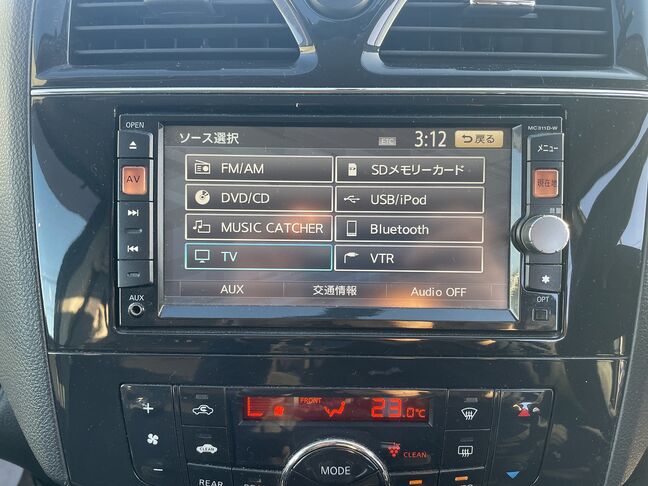 OPEN
MC311D-W
ソース選択
ETC
3:12
戻る
メニュー
FM/AM
SDメモリーカード
AV
現在地
DVD/CD
USB/iPod
MUSIC CATCHER
Bluetooth
TV
VTR
AUX
交通情報
Audio OFF
AUX
OPT
FRONT
23.0℃
CLEAN
MODE
CLEAN
REAR